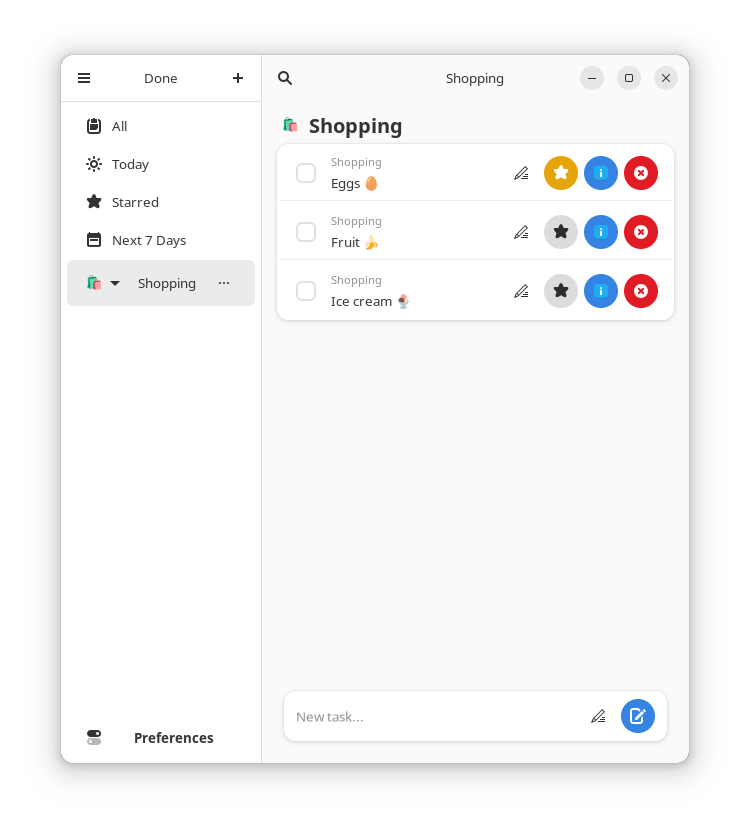 Done
Shopping
All
Today
Starred
Next 7 Days
🛍️ Shopping
Preferences
🛍️ Shopping
Shopping
Eggs 🥚
Shopping
Fruit 🍌
Shopping
Ice cream 🍨
New task...